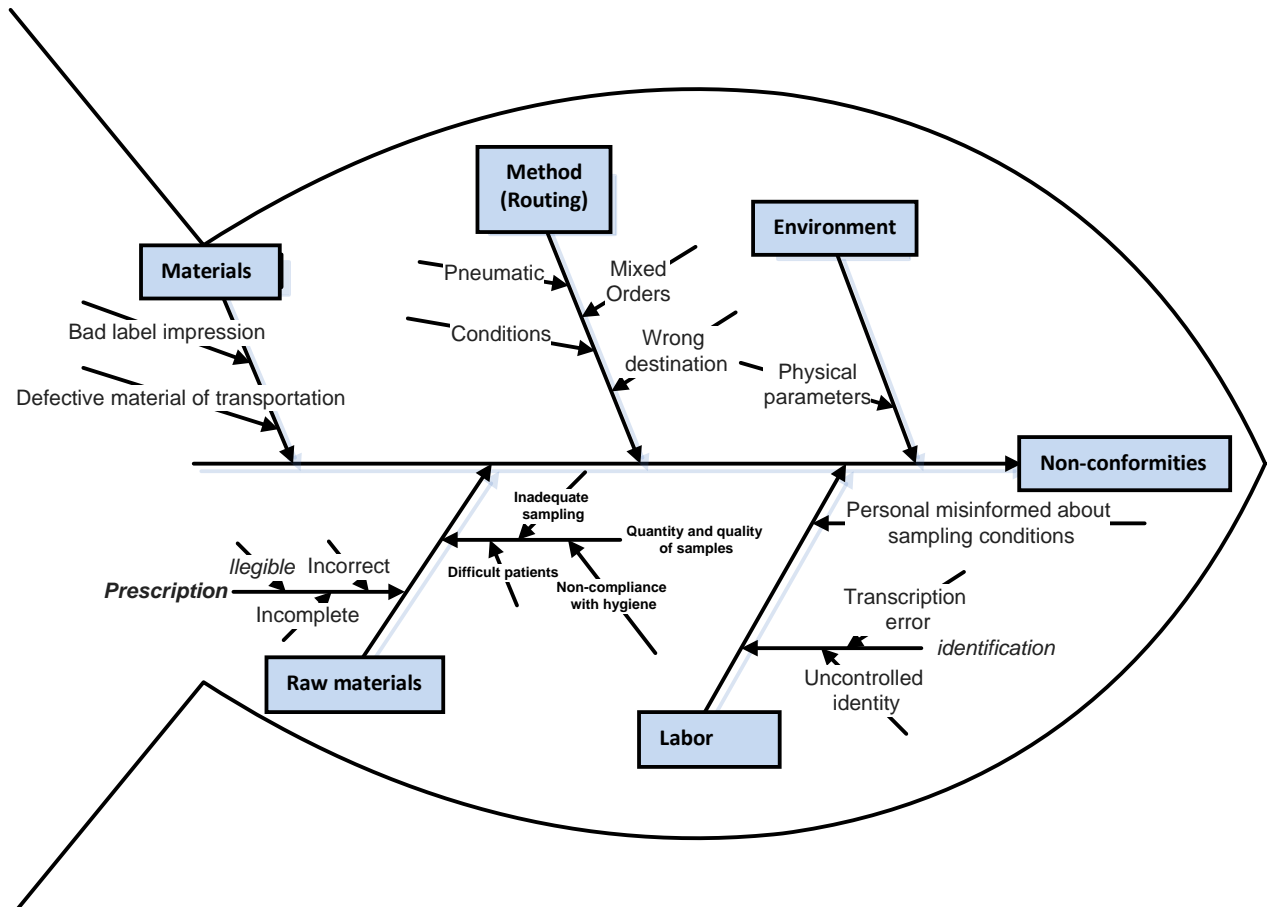 Method
(Routing)
Environment
Materials
Pneumatic
Mixed
Orders
Bad label impression
Conditions
Wrong
destination
Physical
parameters
Defective material of transportation
Non-conformities
Inadequate
sampling
Quantity and quality
of samples
Personal misinformed about
sampling conditions
Ilegible
Incorrect
Difficult patients
Non-compliance
with hygiene
Prescription
Incomplete
Transcription
error
identification
Uncontrolled
identity
Raw materials
Labor